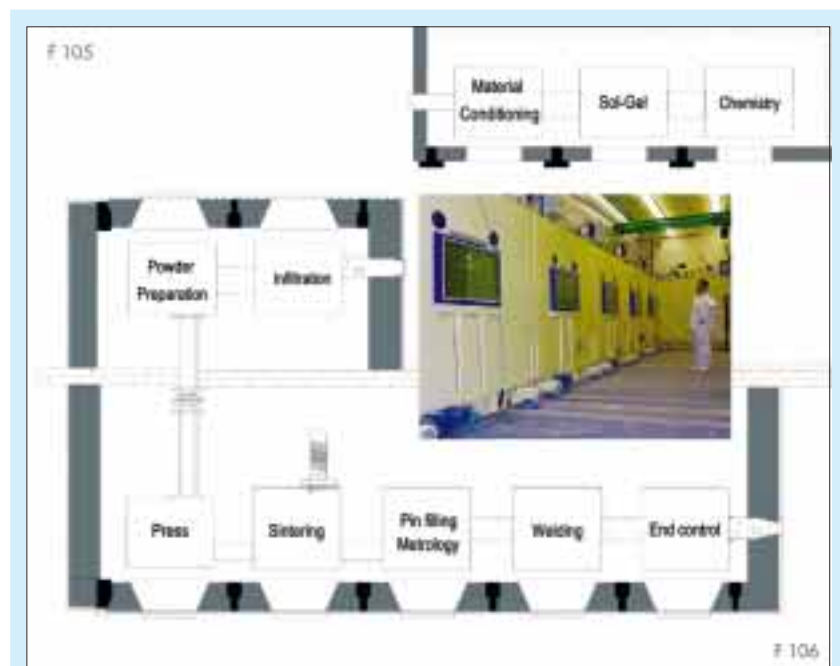 F 105
Material
Conditioning
Sol-Gel
Chemistry
Powder
Preparation
Infiltration
Press
Sintering
Pin filling
Metrology
Welding
End control
F 106